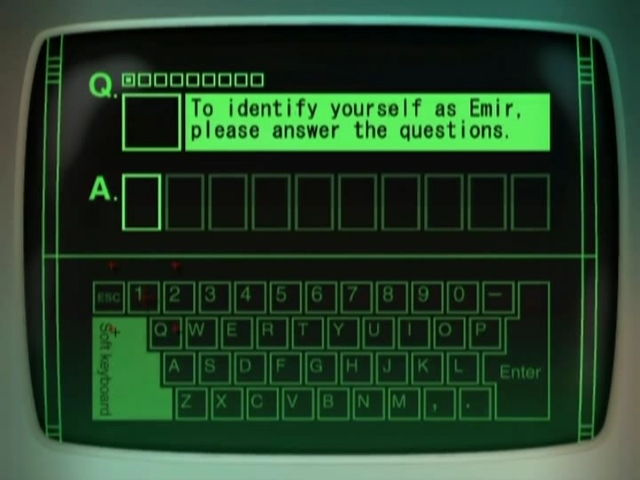 Q.
To identify yourself as Emir,
please answer the questions.
A.
ESC 1 2 3 4 5 6 7 8 9 0 −
Q W E R T Y U I O P
A S D F G H J K L Enter
Z X C V B N M , .
Soft keyboard